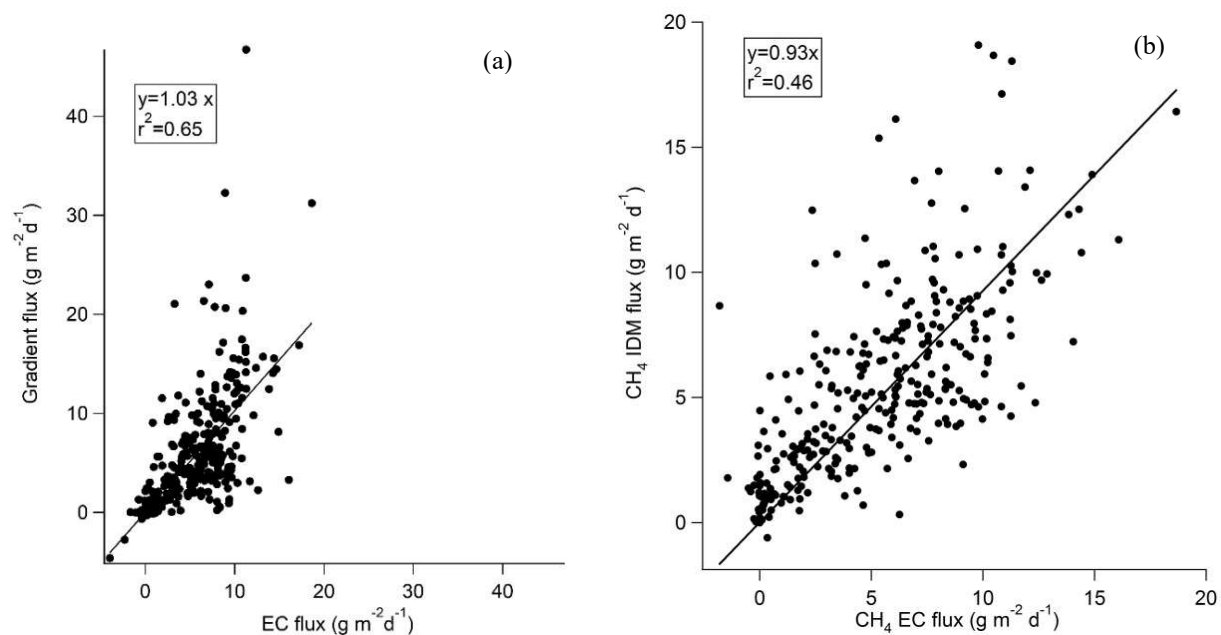 (a)
y=1.03 x
r²=0.65
Gradient flux (g m⁻² d⁻¹)
40
30
20
10
0
0 10 20 30 40
EC flux (g m⁻²d⁻¹)
(b)
y=0.93x
r²=0.46
CH₄ IDM flux (g m⁻² d⁻¹)
20
15
10
5
0
0 5 10 15 20
CH₄ EC flux (g m⁻² d⁻¹)